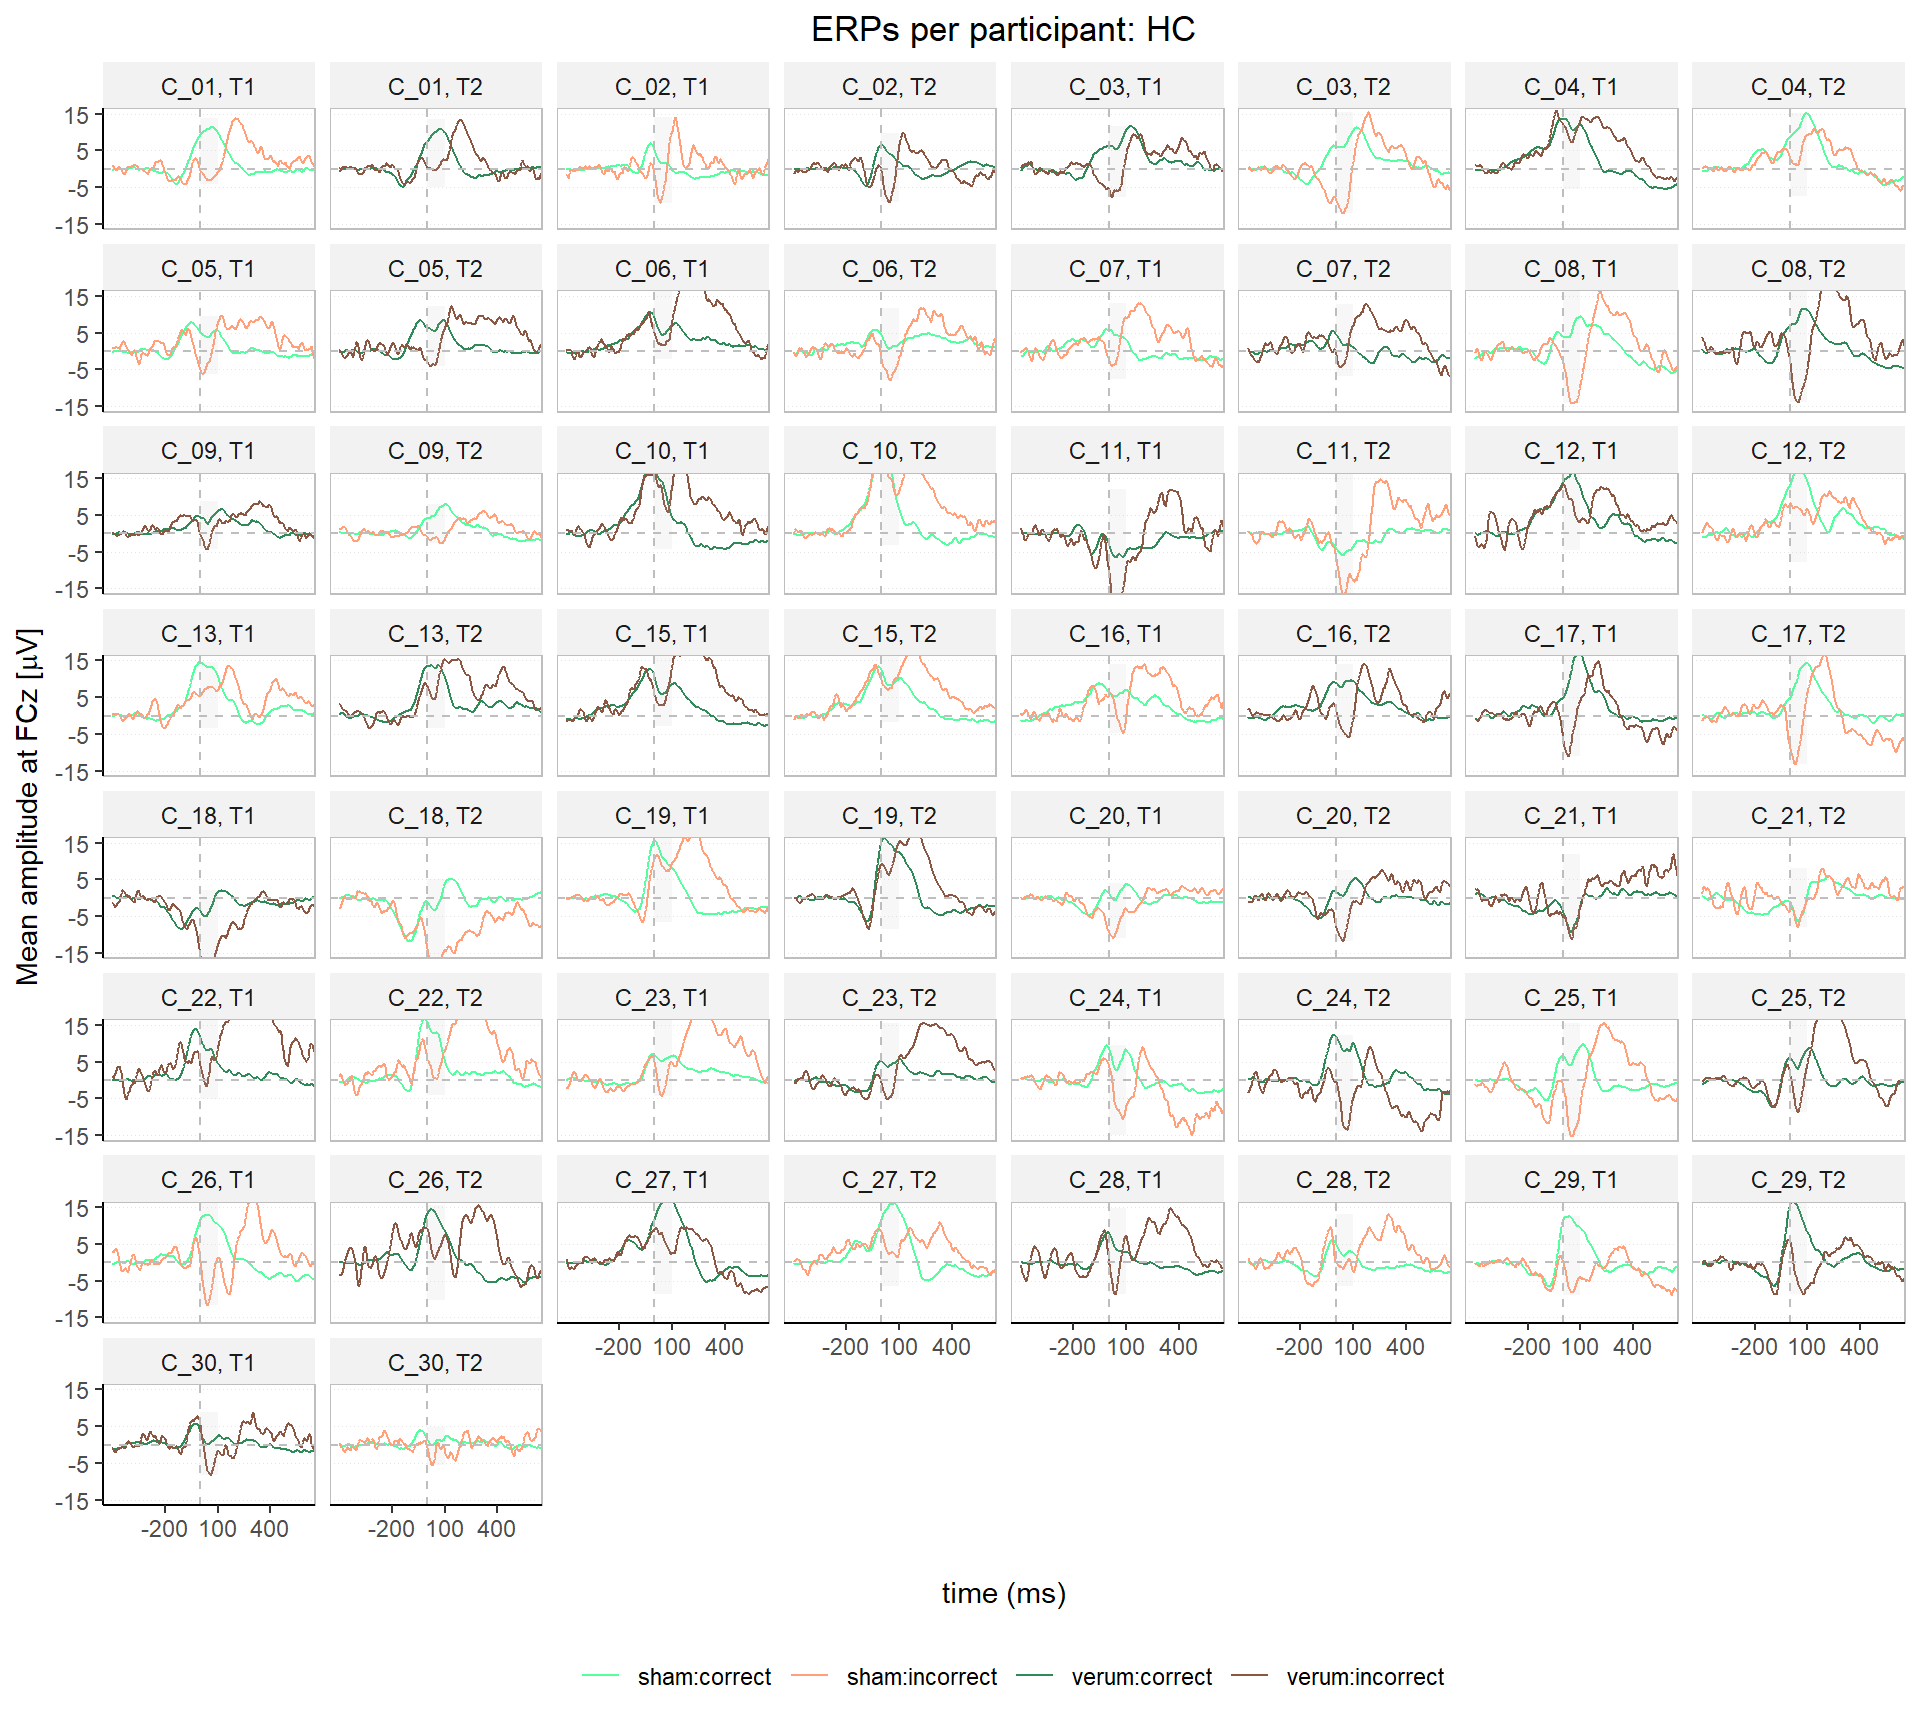 ERPs per participant: HC
C_01, T1 C_01, T2 C_02, T1 C_02, T2 C_03, T1 C_03, T2 C_04, T1 C_04, T2
15
5
-5
-15
C_05, T1 C_05, T2 C_06, T1 C_06, T2 C_07, T1 C_07, T2 C_08, T1 C_08, T2
15
5
-5
-15
C_09, T1 C_09, T2 C_10, T1 C_10, T2 C_11, T1 C_11, T2 C_12, T1 C_12, T2
15
5
-5
-15
C_13, T1 C_13, T2 C_15, T1 C_15, T2 C_16, T1 C_16, T2 C_17, T1 C_17, T2
15
5
-5
-15
Mean amplitude at FCz [µV]
C_18, T1 C_18, T2 C_19, T1 C_19, T2 C_20, T1 C_20, T2 C_21, T1 C_21, T2
15
5
-5
-15
C_22, T1 C_22, T2 C_23, T1 C_23, T2 C_24, T1 C_24, T2 C_25, T1 C_25, T2
15
5
-5
-15
C_26, T1 C_26, T2 C_27, T1 C_27, T2 C_28, T1 C_28, T2 C_29, T1 C_29, T2
15
5
-5
-15
-200 100 400 -200 100 400 -200 100 400 -200 100 400 -200 100 400 -200 100 400
C_30, T1 C_30, T2
15
5
-5
-15
-200 100 400 -200 100 400
time (ms)
sham:correct sham:incorrect verum:correct verum:incorrect